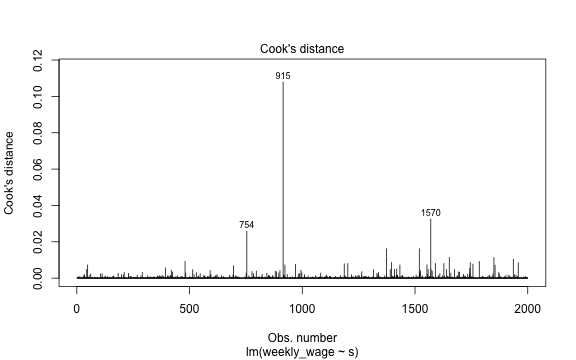 Cook's distance
0.12
0.10
0.08
0.06
0.04
0.02
0.00
Cook's distance
915
754
1570
0 500 1000 1500 2000
Obs. number
lm(weekly_wage ~ s)